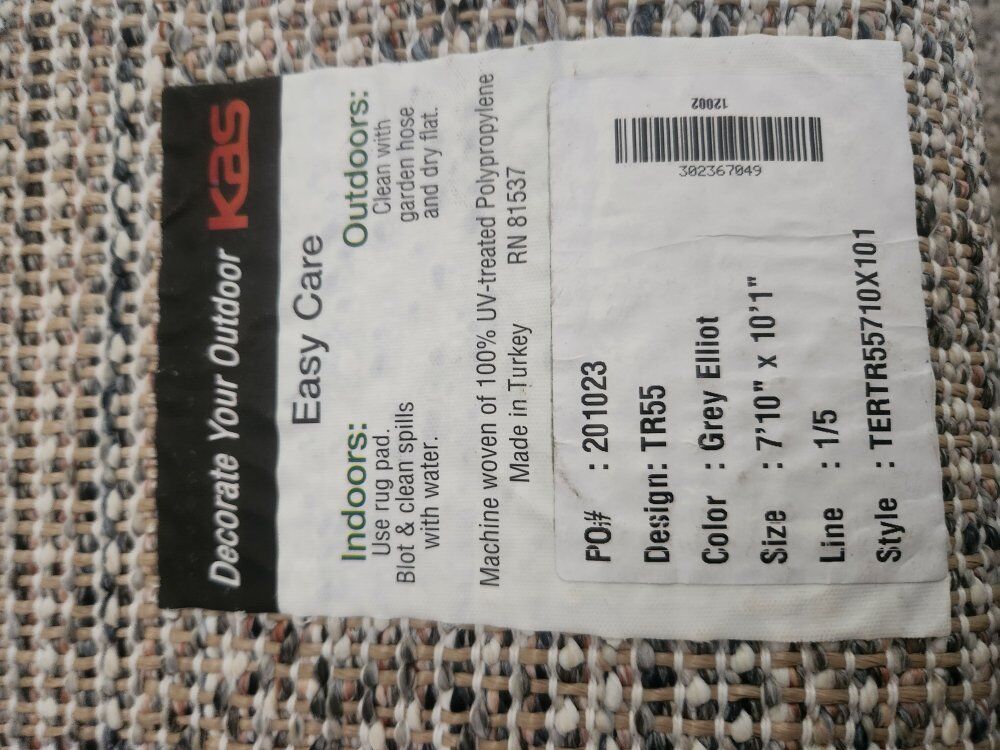 Decorate Your Outdoor kas
Easy Care
Indoors:
Use rug pad.
Blot & clean spills
with water.
Outdoors:
Clean with
garden hose
and dry flat.
Machine woven of 100% UV-treated Polypropylene
Made in Turkey RN 81537
PO# : 201023
Design: TR55
Color : Grey Elliot
Size : 7'10" x 10'1"
Line : 1/5
Style : TERTR55710X101
302367049
12002